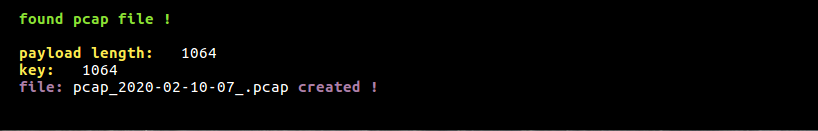 found pcap file !
payload length:   1064
key:   1064
file: pcap_2020-02-10-07_.pcap created !